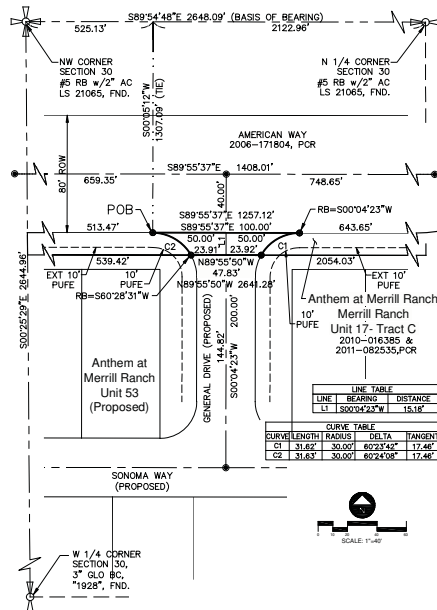 S89°54'48"E 2648.09' (BASIS OF BEARING)
525.13'
2122.96'
NW CORNER
SECTION 30
#5 RB w/2" AC
LS 21065, FND.
N 1/4 CORNER
SECTION 30
#5 RB w/2" AC
LS 21065, FND.
S00°05'12"W
1307.09' (TIE)
80' ROW
AMERICAN WAY
2006-171804, PCR
S89°55'37"E 1408.01'
659.35'
748.65'
40.00'
RB=S00°04'23"W
POB
S89°55'37"E 1257.12'
513.47'
S89°55'37"E 100.00'
643.65'
50.00'
50.00'
L1
C2
C1
23.91'
23.92'
539.42'
N89°55'50"W
47.83'
2054.03'
N89°55'50"W 2641.28'
EXT 10'
PUFE
10'
PUFE
RB=S60°28'31"W
EXT 10'
PUFE
10'
PUFE
S00°25'29"E 2644.96'
Anthem at
Merrill Ranch
Unit 53
(Proposed)
GENERAL DRIVE (PROPOSED)
144.82'
S00°04'23"W 200.00'
Anthem at Merrill Ranch
Merrill Ranch
Unit 17- Tract C
2010-016385 &
2011-082535,PCR
LINE TABLE
LINE BEARING DISTANCE
L1 S00°04'23"W 15.18'
CURVE TABLE
CURVE LENGTH RADIUS DELTA TANGENT
C1 31.62' 30.00' 60°23'42" 17.46'
C2 31.63' 30.00' 60°24'08" 17.46'
SONOMA WAY
(PROPOSED)
SCALE: 1"=40'
W 1/4 CORNER
SECTION 30,
3" GLO BC,
"1928", FND.